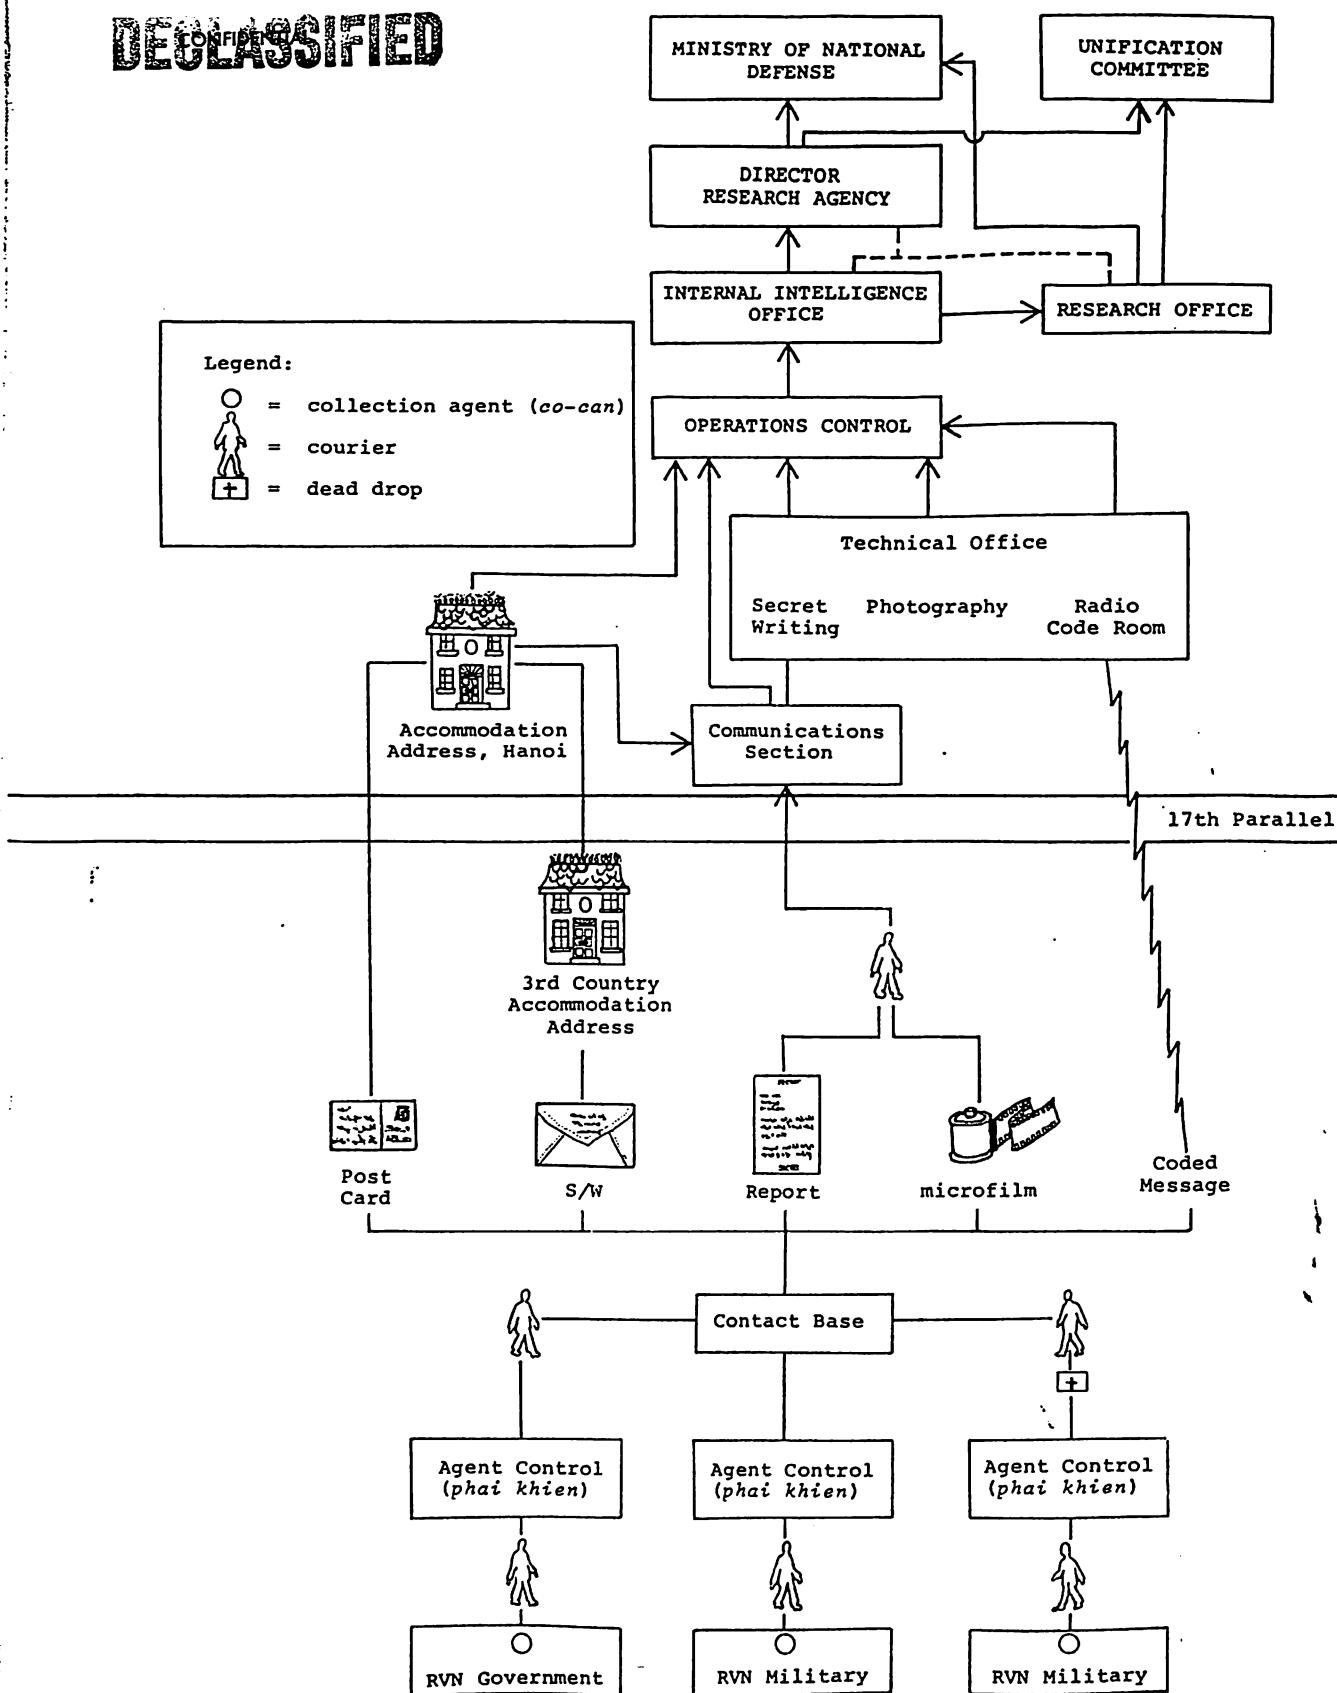 DECLASSIFIED
CONFIDENTIAL
MINISTRY OF NATIONAL
DEFENSE
UNIFICATION
COMMITTEE
DIRECTOR
RESEARCH AGENCY
INTERNAL INTELLIGENCE
OFFICE
RESEARCH OFFICE
Legend:
= collection agent (co-can)
= courier
= dead drop
OPERATIONS CONTROL
Technical Office
Secret
Writing
Photography
Radio
Code Room
Accommodation
Address, Hanoi
Communications
Section
17th Parallel
3rd Country
Accommodation
Address
Post
Card
S/W
Report
microfilm
Coded
Message
Contact Base
Agent Control
(phai khien)
Agent Control
(phai khien)
Agent Control
(phai khien)
RVN Government
RVN Military
RVN Military